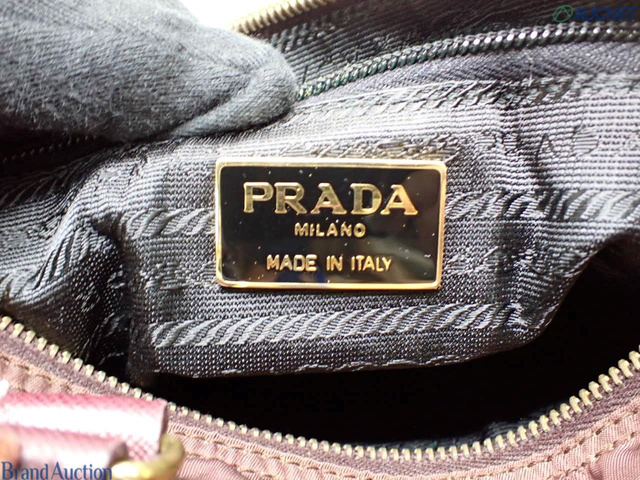 PRADA
MILANO
MADE IN ITALY
Brand Auction